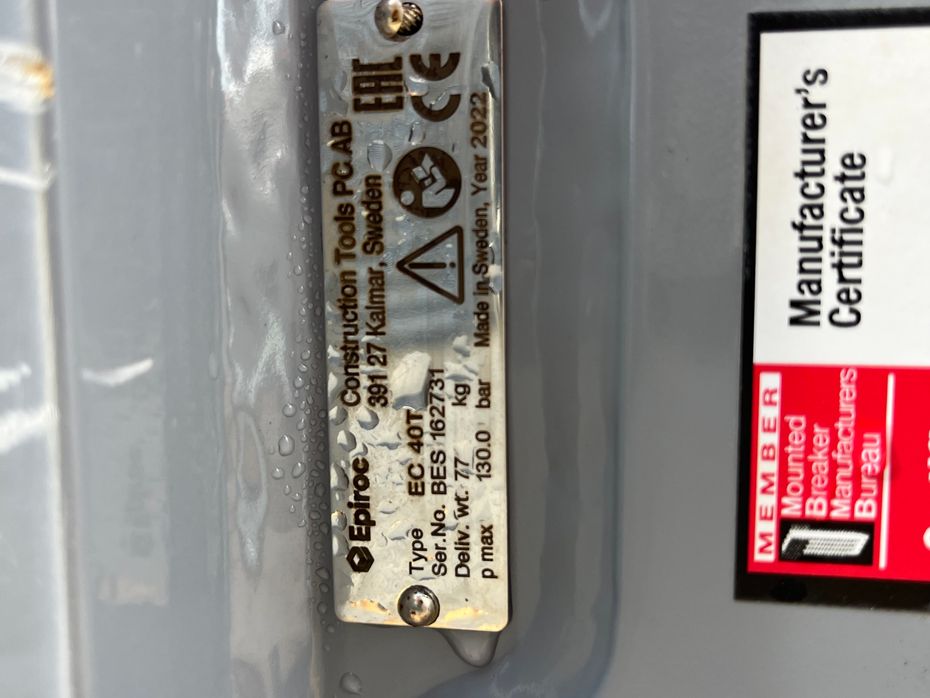 Epiroc
Construction Tools PC AB
391 27 Kalmar, Sweden
Type EC 40T
Ser.No. BES 162731
Deliv. wt. 77 kg
p max 130.0 bar
EAC
CE
Made in Sweden, Year 2022
MEMBER
Mounted
Breaker
Manufacturers
Bureau
Manufacturer's
Certificate